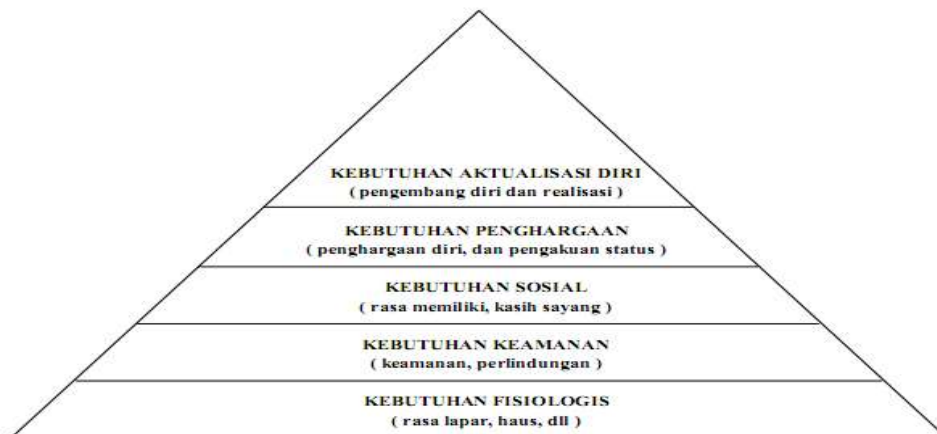 KEBUTUHAN AKTUALISASI DIRI
( pengembang diri dan realisasi )
KEBUTUHAN PENGHARGAAN
( penghargaan diri, dan pengakuan status )
KEBUTUHAN SOSIAL
( rasa memiliki, kasih sayang )
KEBUTUHAN KEAMANAN
( keamanan, perlindungan )
KEBUTUHAN FISIOLOGIS
( rasa lapar, haus, dll )